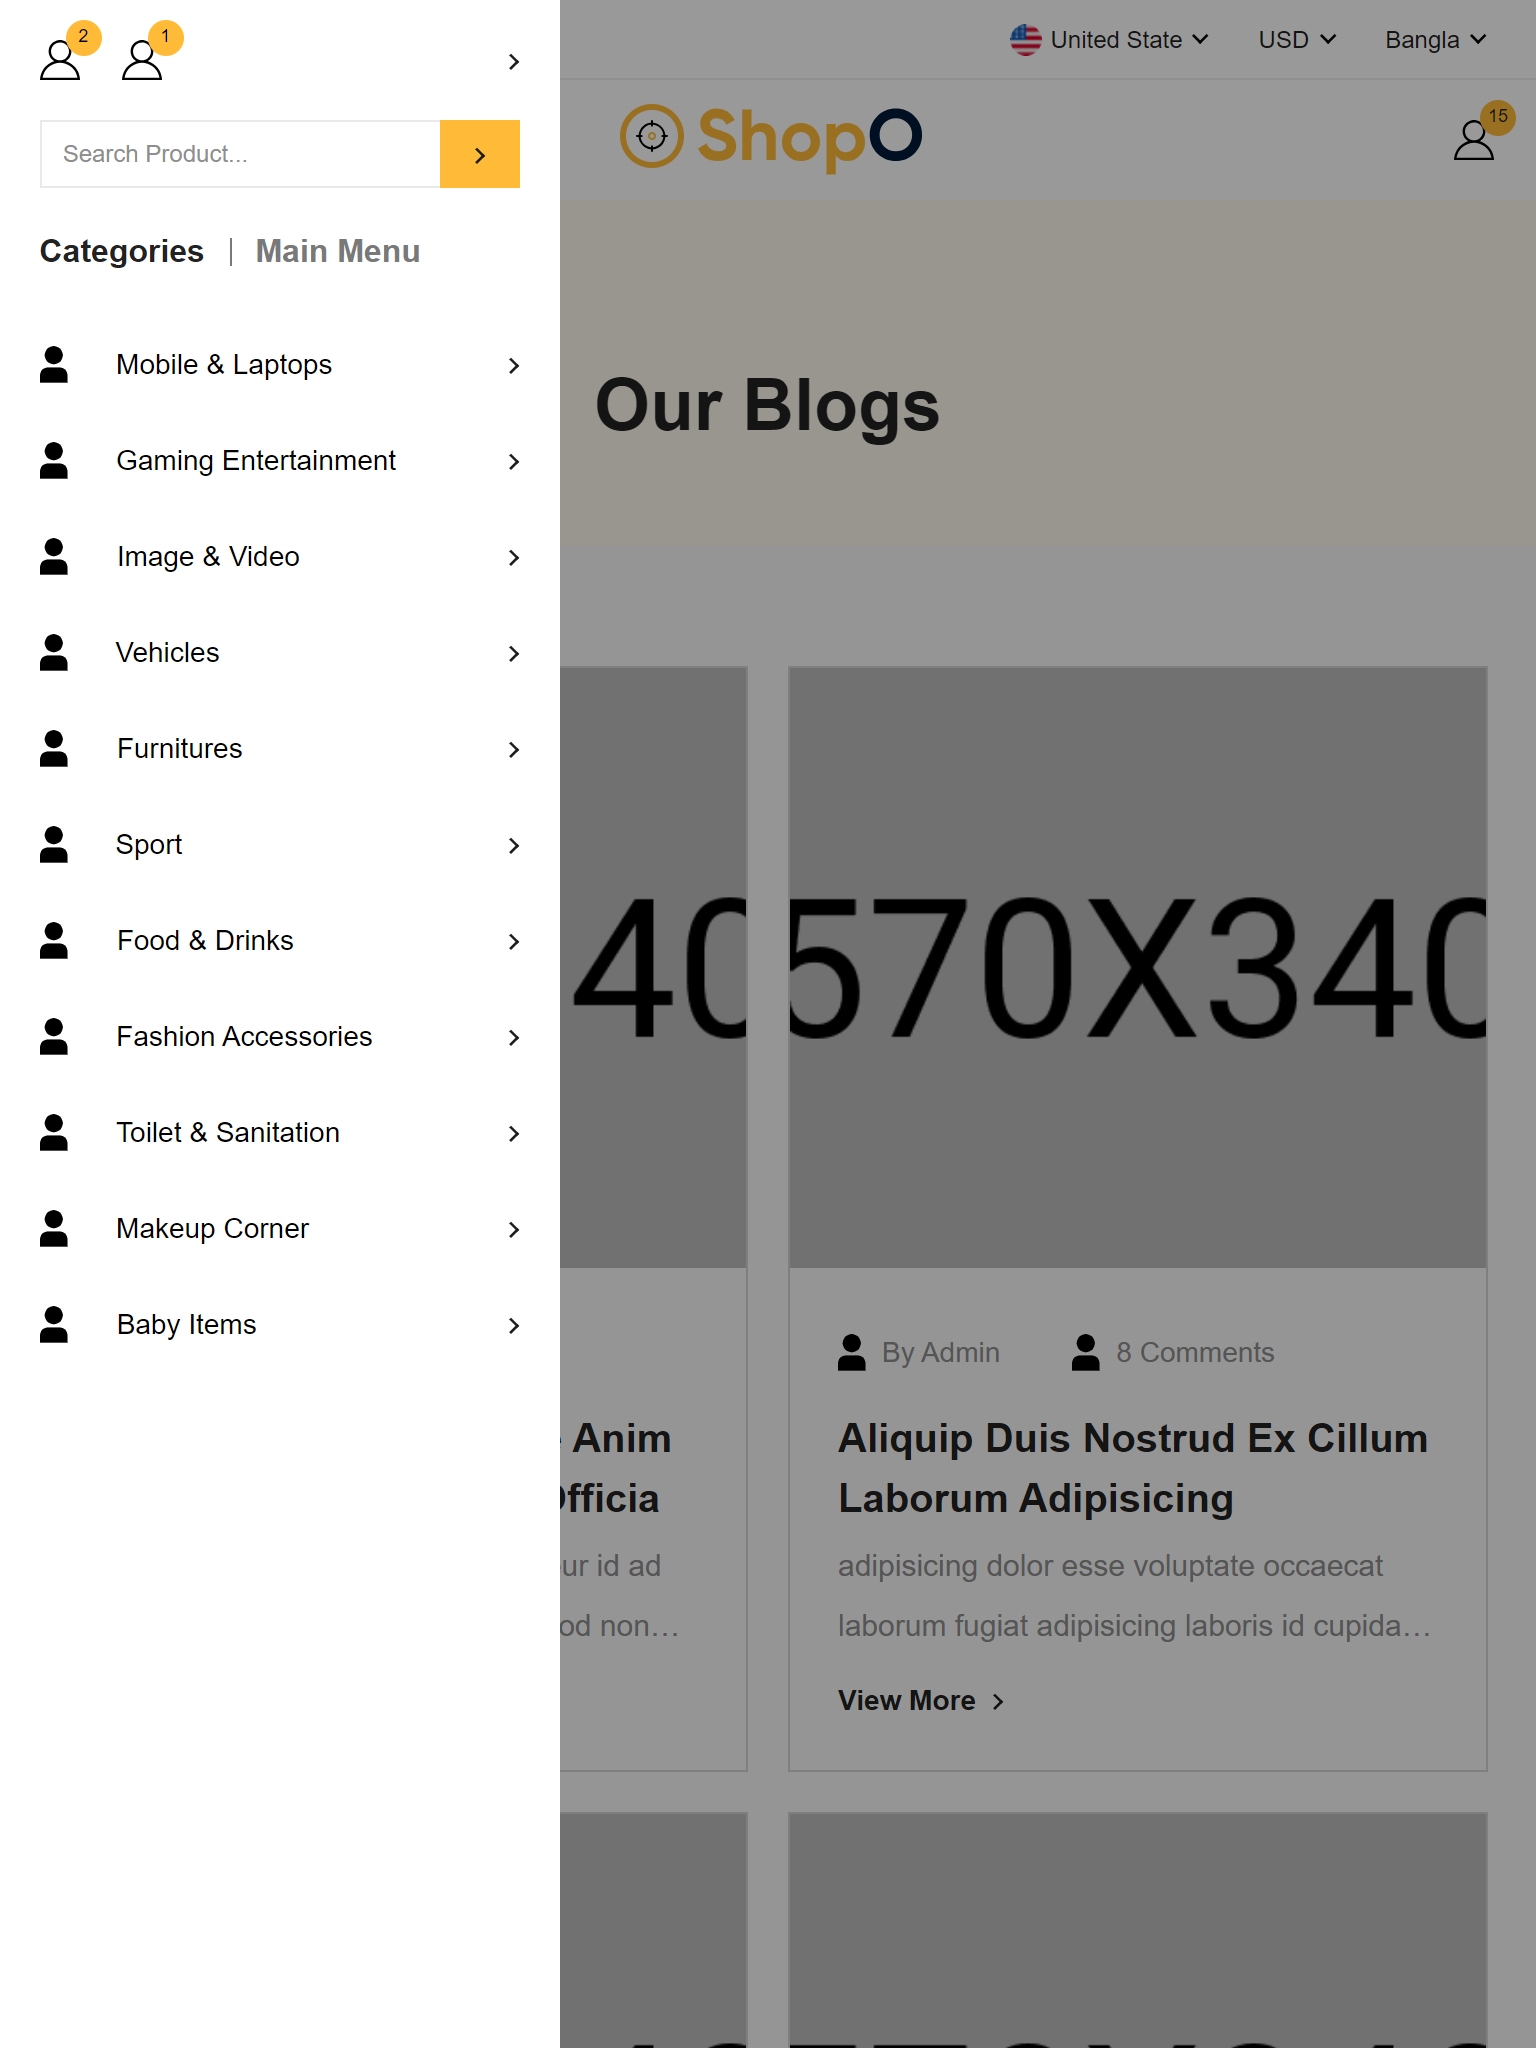 2
1
Search Product...
Categories
Main Menu
Mobile & Laptops
Gaming Entertainment
Image & Video
Vehicles
Furnitures
Sport
Food & Drinks
Fashion Accessories
Toilet & Sanitation
Makeup Corner
Baby Items
United State
USD
Bangla
ShopO
15
Our Blogs
40
570X340
Anim
fficia
ur id ad
od non...
By Admin
8 Comments
Aliquip Duis Nostrud Ex Cillum
Laborum Adipisicing
adipisicing dolor esse voluptate occaecat
laborum fugiat adipisicing laboris id cupida...
View More